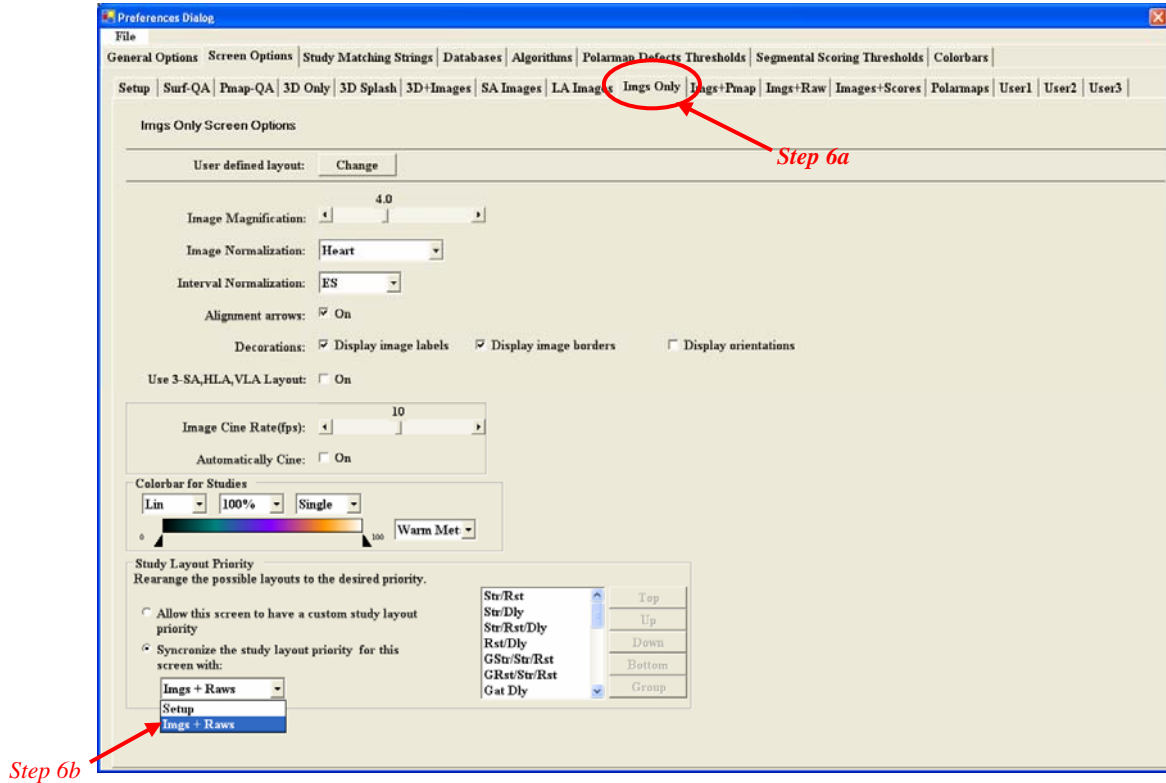 Preferences Dialog
File
General Options Screen Options Study Matching Strings Databases Algorithms Polarmap Defects Thresholds Segmental Scoring Thresholds Colorbars
Setup Surf-QA Pmap-QA 3D Only 3D Splash 3D+Images SA Images LA Images Imgs Only Imgs+Pmap Imgs+Raw Images+Scores Polarmaps User1 User2 User3
Imgs Only Screen Options
Step 6a
User defined layout: Change
4.0
Image Magnification:
Image Normalization: Heart
Interval Normalization: ES
Alignment arrows: On
Decorations: Display image labels Display image borders Display orientations
Use 3-SA,HLA,VLA Layout: On
10
Image Cine Rate(fps):
Automatically Cine: On
Colorbar for Studies
Lin 100% Single
0 100 Warm Met
Study Layout Priority
Rearrange the possible layouts to the desired priority.
Allow this screen to have a custom study layout
priority
Syncronize the study layout priority for this
screen with:
Imgs + Raws
Setup
Imgs + Raws
Str/Rst
Str/Dly
Str/Rst/Dly
Rst/Dly
GStr/Str/Rst
GRst/Str/Rst
Gat Dly
Top
Up
Down
Bottom
Group
Step 6b